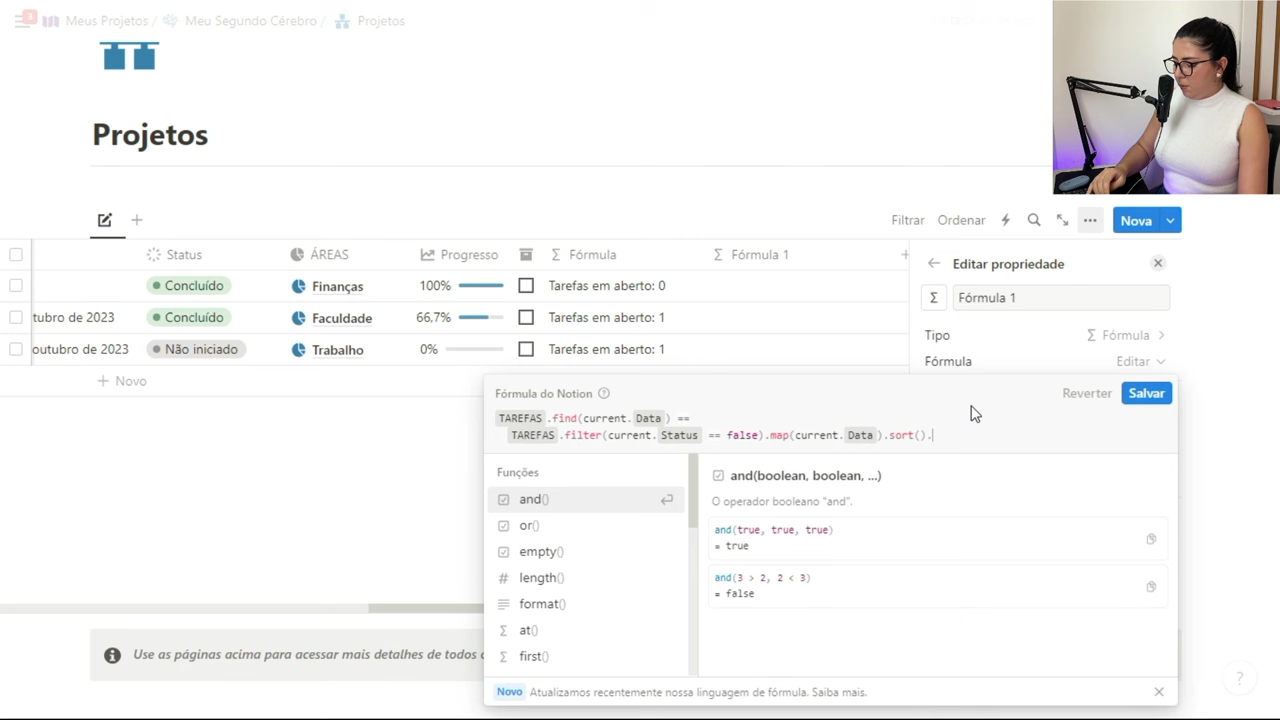 Meus Projetos / Meu Segundo Cérebro / Projetos
Projetos
Filtrar Ordenar Nova
Status ÁREAS Progresso Σ Fórmula Σ Fórmula 1 +
Concluído Finanças 100% Tarefas em aberto: 0
tubro de 2023 Concluído Faculdade 66,7% Tarefas em aberto: 1
outubro de 2023 Não iniciado Trabalho 0% Tarefas em aberto: 1
+ Novo
Editar propriedade
Σ Fórmula 1
Tipo Σ Fórmula
Fórmula Editar
Fórmula do Notion Reverter Salvar
TAREFAS.find(current.Data) ==
TAREFAS.filter(current.Status == false).map(current.Data).sort().
Funções
and()
or()
empty()
length()
format()
at()
first()
and(boolean, boolean, ...)
O operador booleano "and".
and(true, true, true)
= true
and(3 > 2, 2 < 3)
= false
Novo Atualizamos recentemente nossa linguagem de fórmula. Saiba mais.
Use as páginas acima para acessar mais detalhes de todos
?